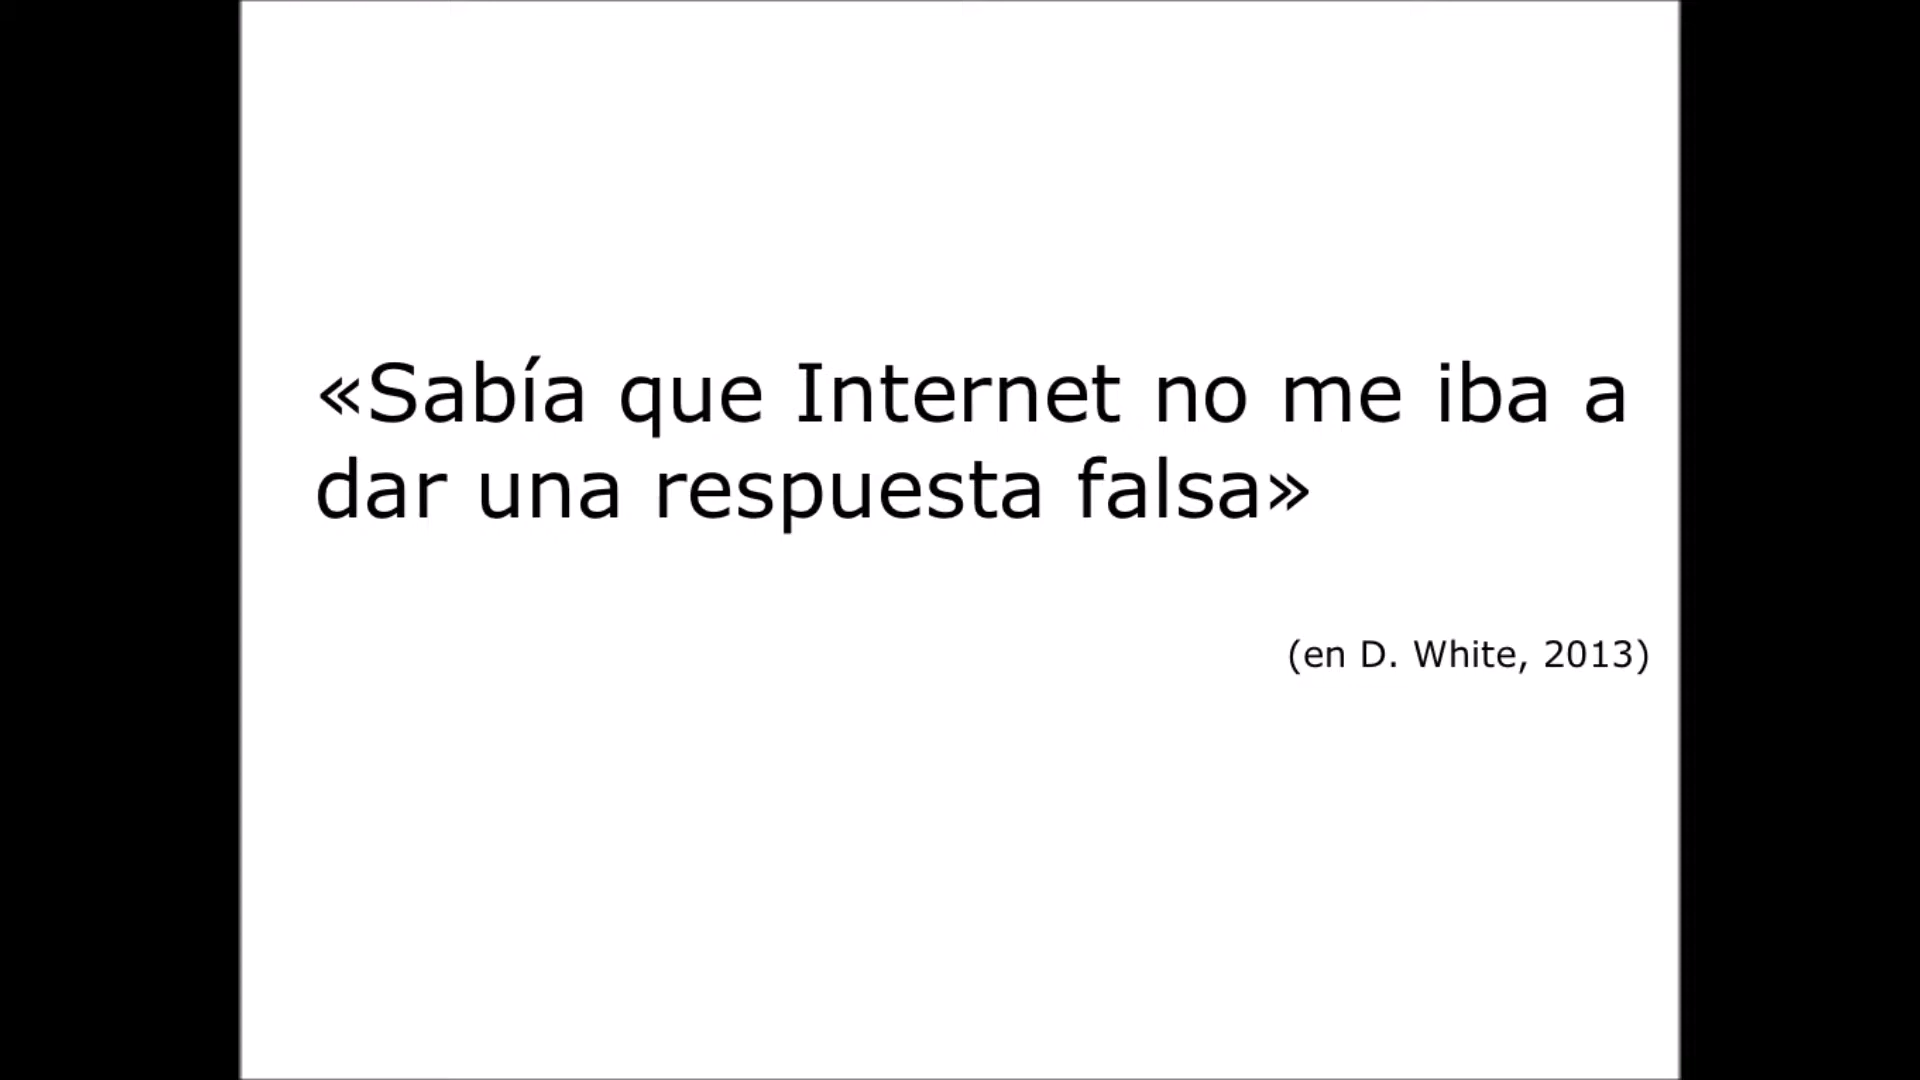 «Sabía que Internet no me iba a
dar una respuesta falsa»
(en D. White, 2013)